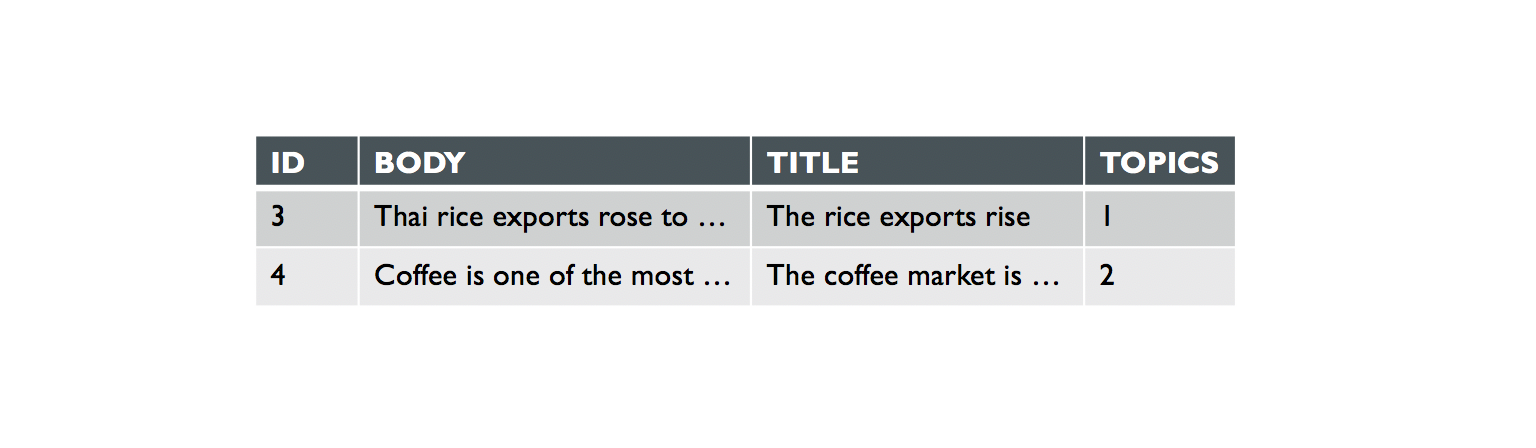 ID BODY TITLE TOPICS
3 Thai rice exports rose to … The rice exports rise 1
4 Coffee is one of the most … The coffee market is … 2